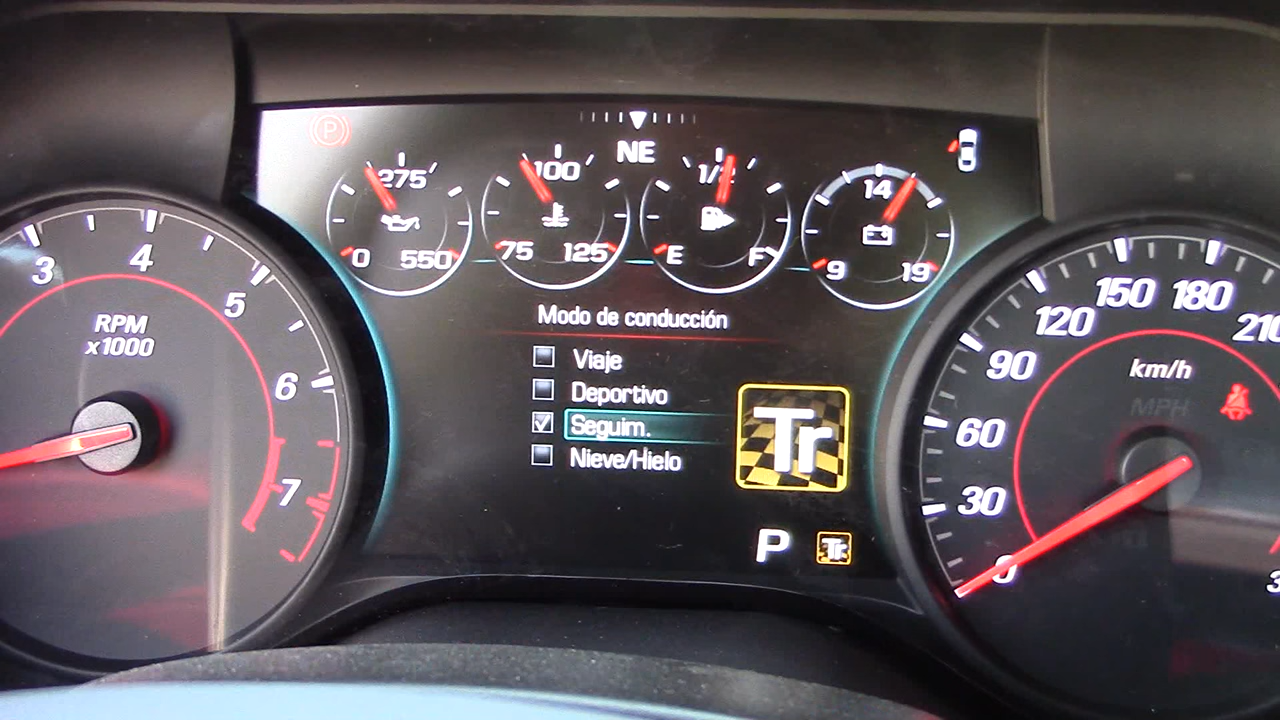 P
NE
275
0 550
100
75 125
1/2
E F
14
9 19
3
4
5
6
7
RPM
x1000
Modo de conducción
Viaje
Deportivo
Seguim.
Nieve/Hielo
Tr
P Tr
0
30
60
90
120
150
180
210
km/h
MPH